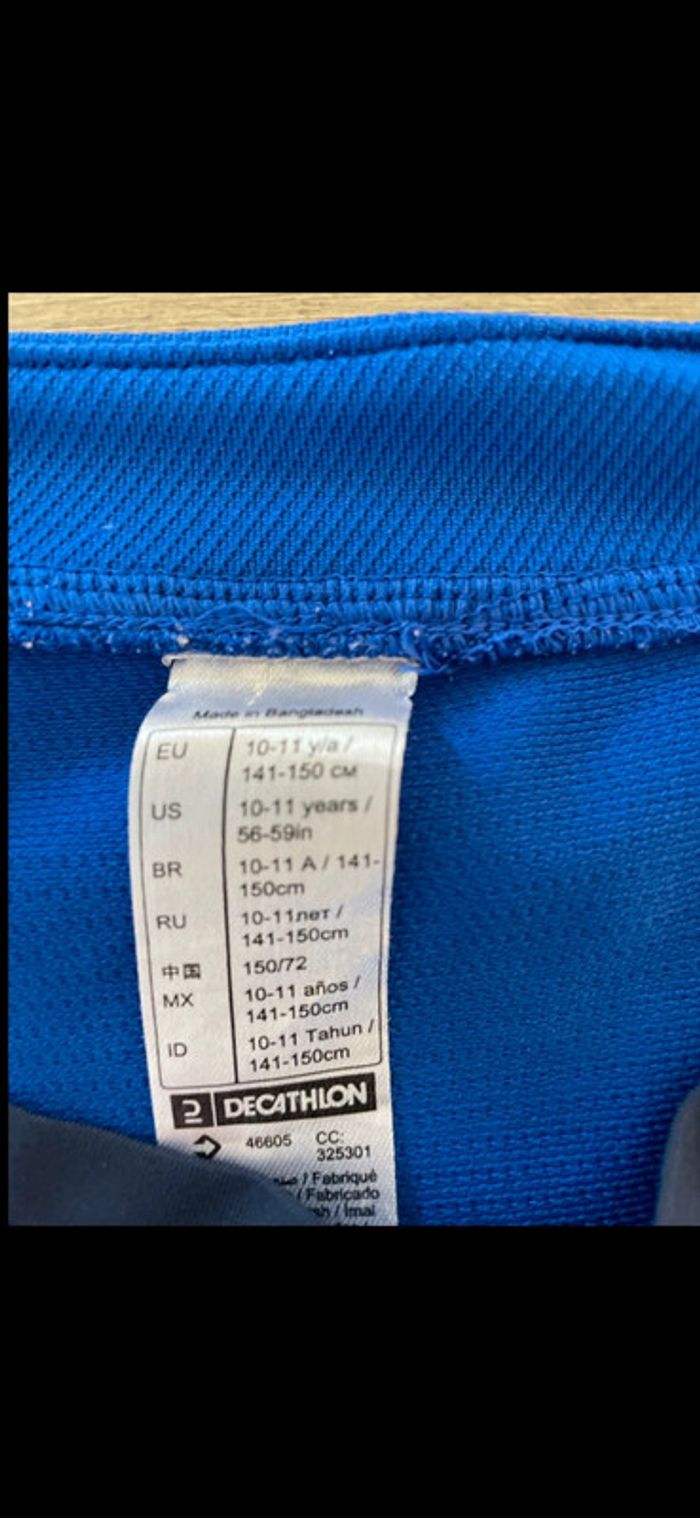 Made in Bangladesh
EU 10-11 y/a /
141-150 см
US 10-11 years /
56-59in
BR 10-11 A / 141-
150cm
RU 10-11лет /
141-150cm
中国 150/72
MX 10-11 años /
141-150cm
ID 10-11 Tahun /
141-150cm
DECATHLON
46605 CC:
325301
/ Fabriqué
/ Fabricado
/ Imal